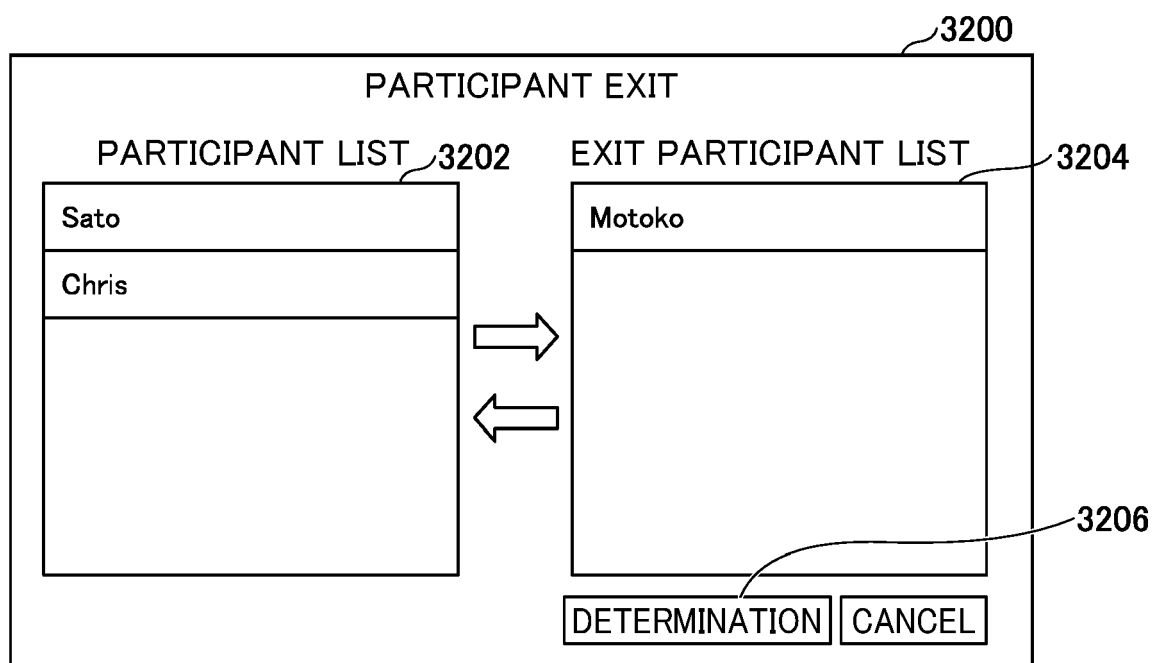 3200
PARTICIPANT EXIT
PARTICIPANT LIST 3202
EXIT PARTICIPANT LIST 3204
Sato
Chris
Motoko
3206
DETERMINATION CANCEL